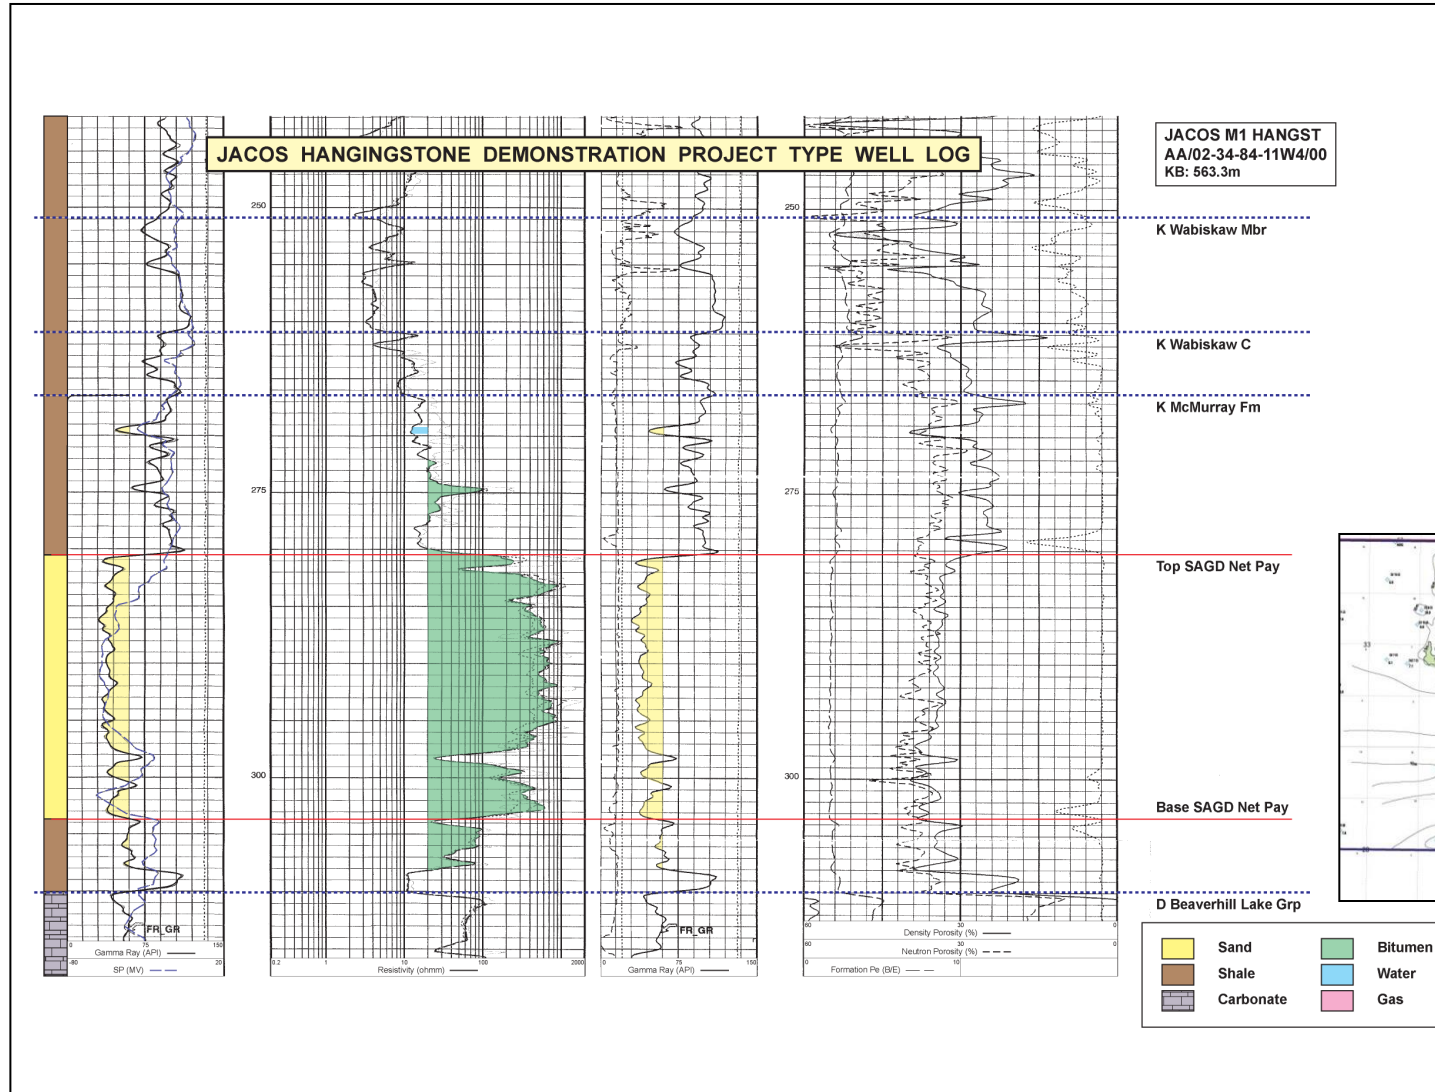 JACOS HANGINGSTONE DEMONSTRATION PROJECT TYPE WELL LOG
JACOS M1 HANGST
AA/02-34-84-11W4/00
KB: 563.3m
250
250
K Wabiskaw Mbr
K Wabiskaw C
K McMurray Fm
275
275
Top SAGD Net Pay
33
300
300
Base SAGD Net Pay
D Beaverhill Lake Grp
FR_GR
FR_GR
0 75 150
Gamma Ray (API)
-80 20
SP (MV)
0.2 1 10 100 2000
Resistivity (ohmm)
0 75 150
Gamma Ray (API)
60 30 0
Density Porosity (%)
60 30 0
Neutron Porosity (%)
0 10
Formation Pe (B/E)
Sand
Bitumen
Shale
Water
Carbonate
Gas